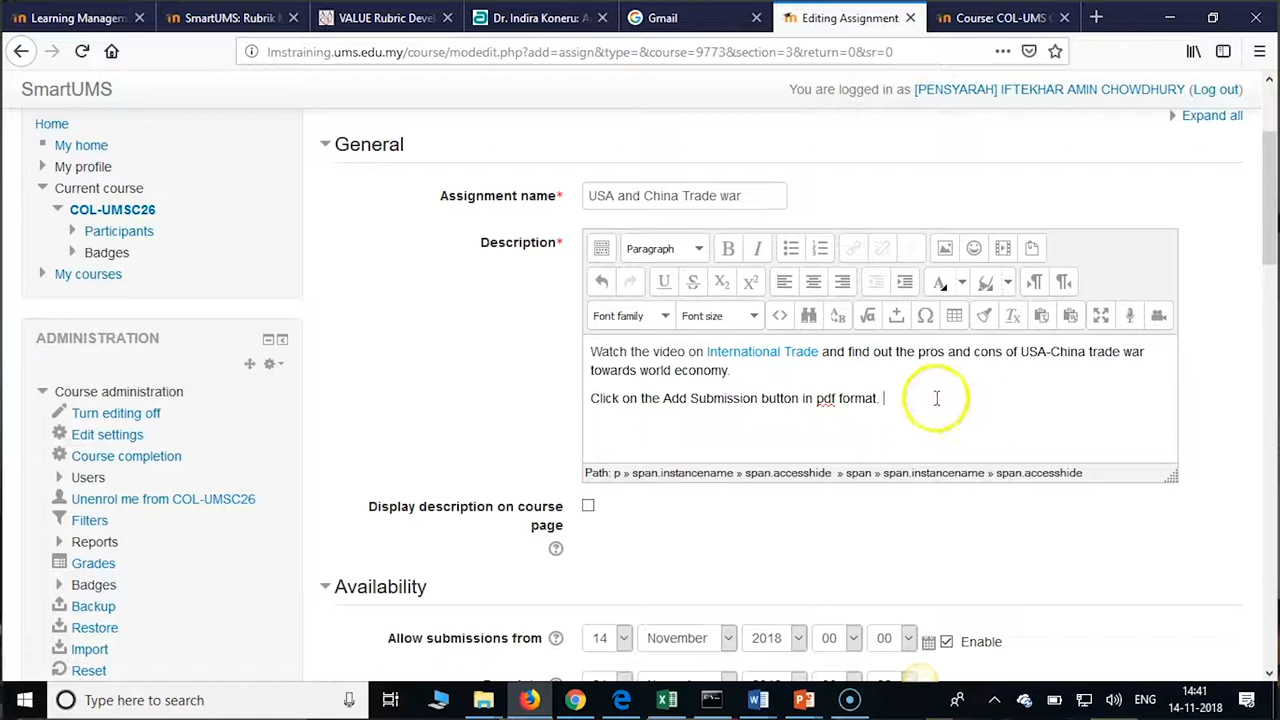 Learning Manage
SmartUMS: Rubrik M
VALUE Rubric Deve
Dr. Indira Koneru: A
Gmail
Editing Assignment
Course: COL-UMS C
lmstraining.ums.edu.my/course/modedit.php?add=assign&type=&course=9773&section=3&return=0&sr=0
SmartUMS
You are logged in as [PENSYARAH] IFTEKHAR AMIN CHOWDHURY (Log out)
Home
My home
My profile
Current course
COL-UMSC26
Participants
Badges
My courses
ADMINISTRATION
Course administration
Turn editing off
Edit settings
Course completion
Users
Unenrol me from COL-UMSC26
Filters
Reports
Grades
Badges
Backup
Restore
Import
Reset
Expand all
General
Assignment name*
USA and China Trade war
Description*
Paragraph
Font family
Font size
Watch the video on International Trade and find out the pros and cons of USA-China trade war
towards world economy.
Click on the Add Submission button in pdf format.
Path: p » span.instancename » span.accesshide » span » span.instancename » span.accesshide
Display description on course
page
Availability
Allow submissions from
14
November
2018
00
00
Enable
Type here to search
ENG
14:41
14-11-2018